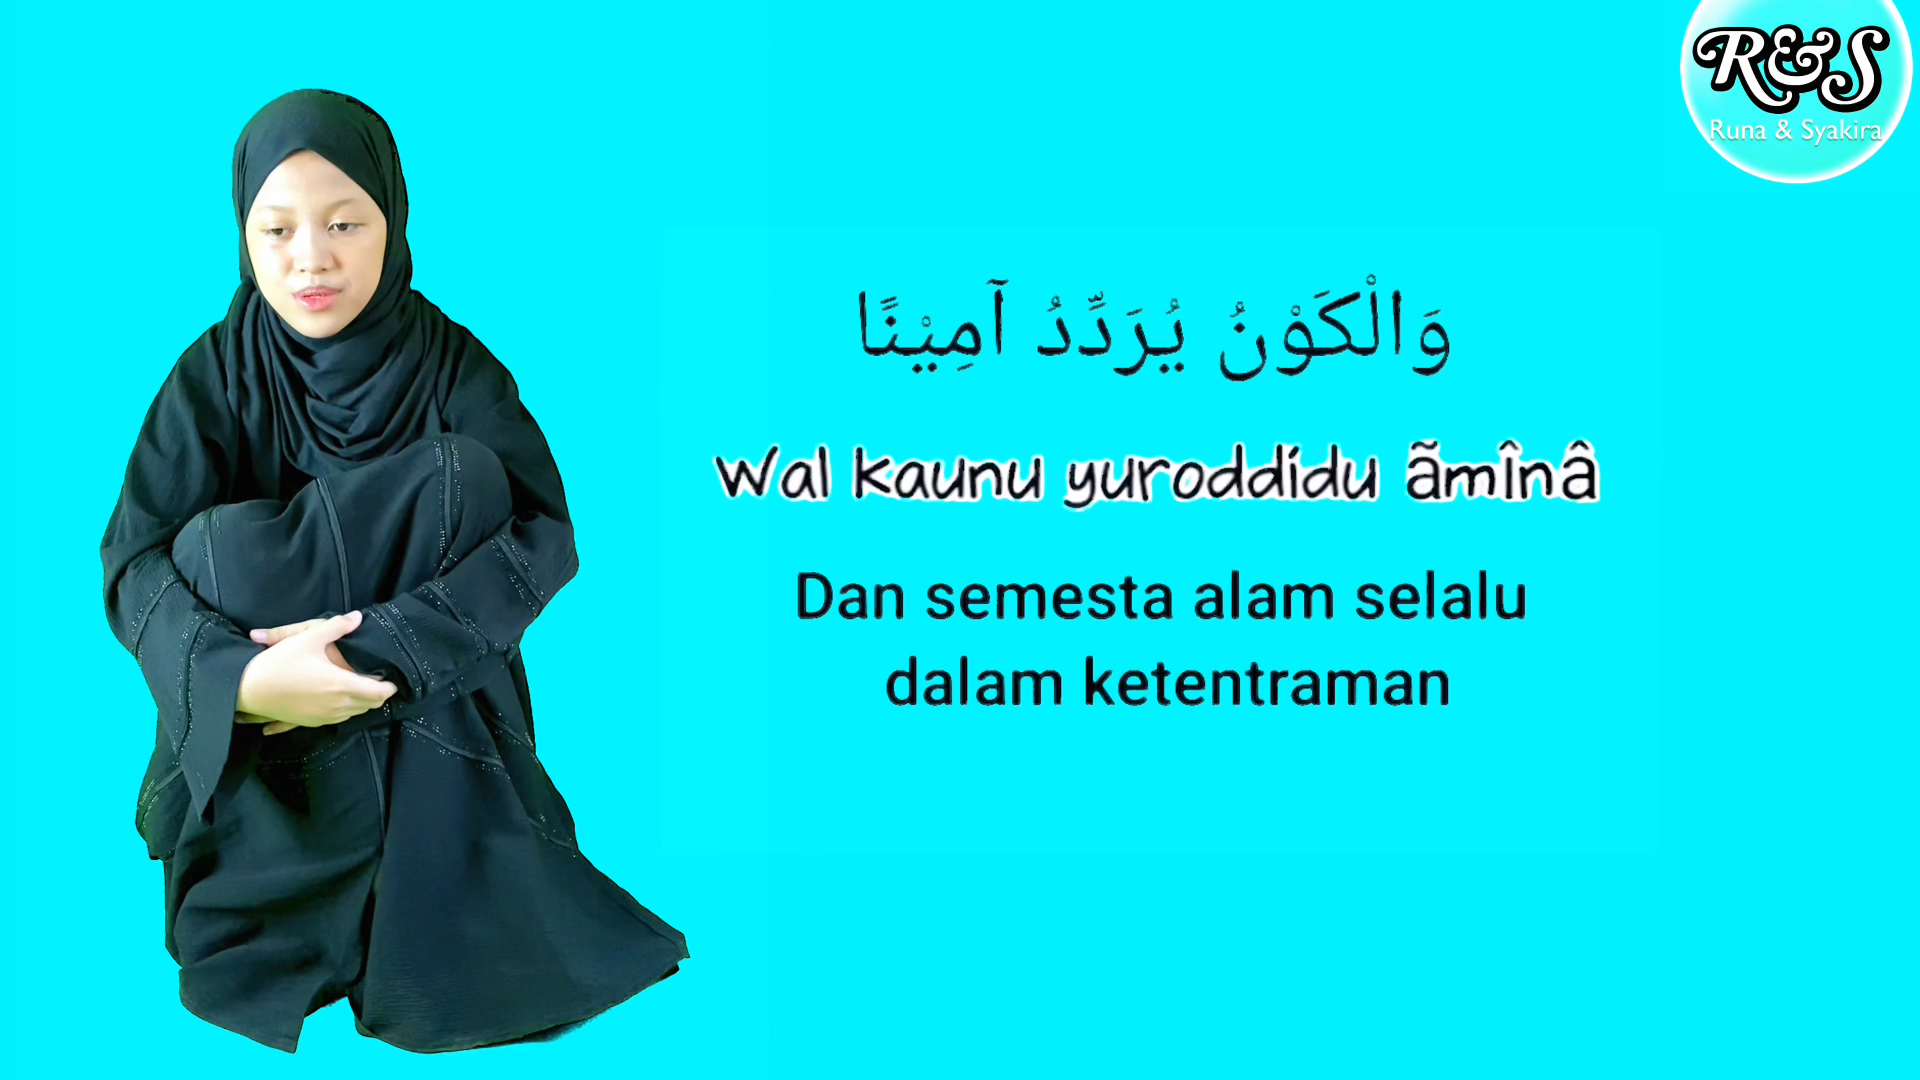 R&S
Runa & Syakira
وَالْكَوْنُ يُرَدِّدُ آمِيْنًا
Wal kaunu yuroddidu ãmînâ
Dan semesta alam selalu
dalam ketentraman